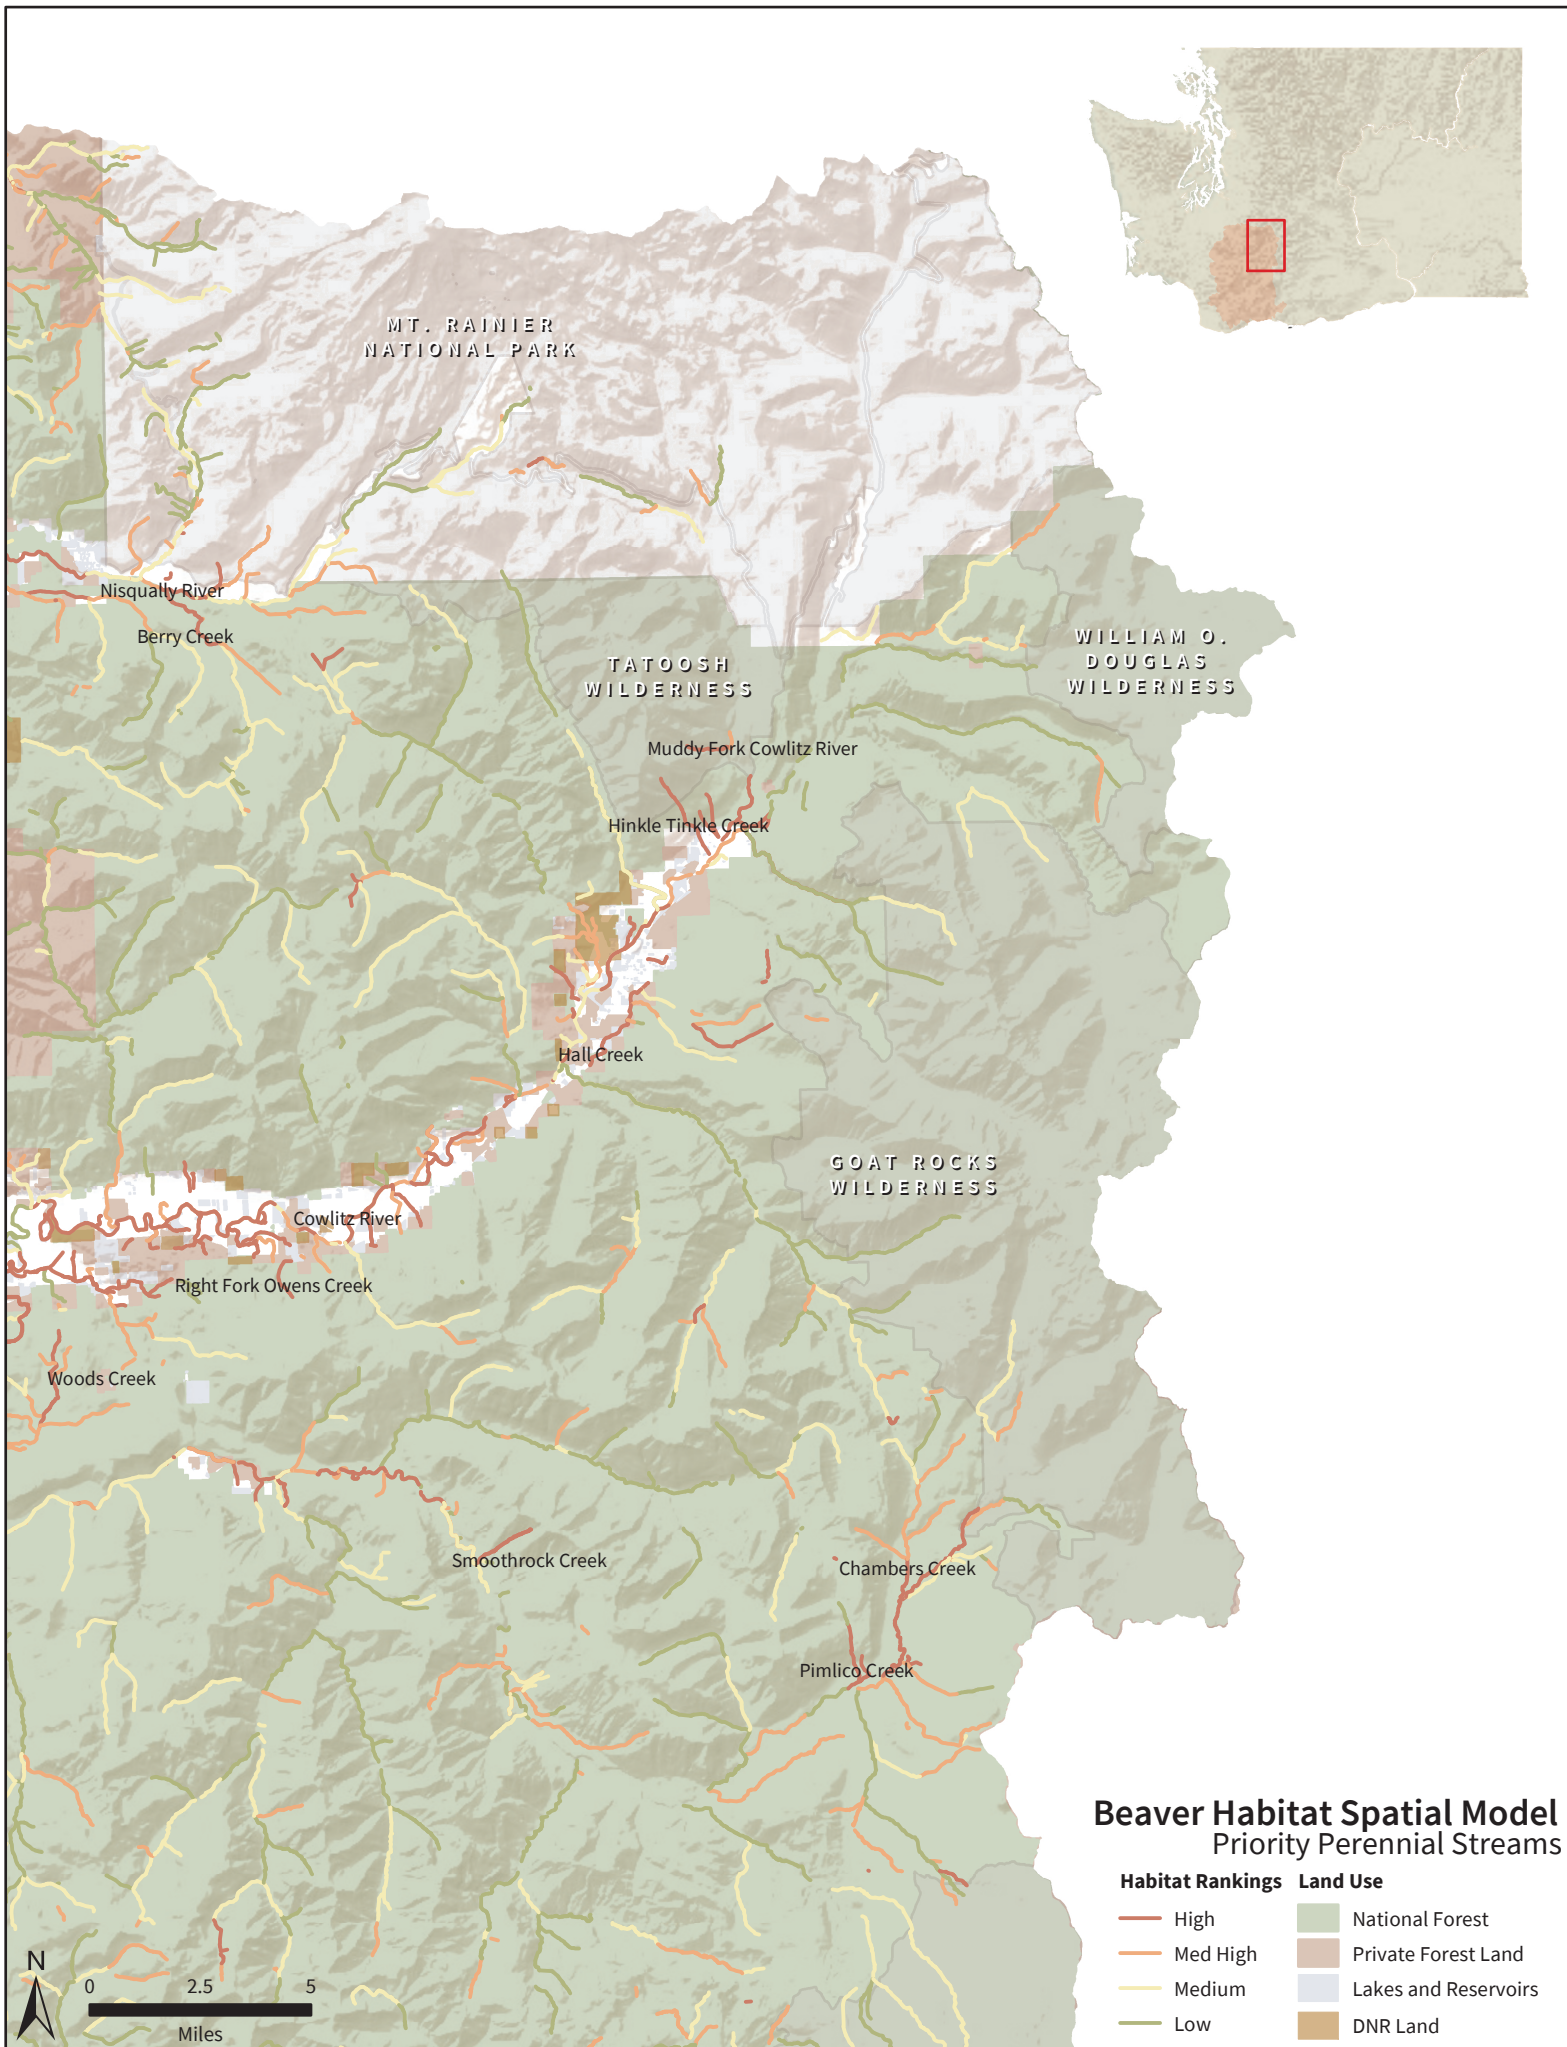 MT. RAINIER
NATIONAL PARK
Nisqually River
Berry Creek
TATOOSH
WILDERNESS
WILLIAM O.
DOUGLAS
WILDERNESS
Muddy Fork Cowlitz River
Hinkle Tinkle Creek
Hall Creek
GOAT ROCKS
WILDERNESS
Cowlitz River
Right Fork Owens Creek
Woods Creek
Smoothrock Creek
Chambers Creek
Pimlico Creek
Beaver Habitat Spatial Model
Priority Perennial Streams
Habitat Rankings
High
Med High
Medium
Low
Land Use
National Forest
Private Forest Land
Lakes and Reservoirs
DNR Land
N
0 2.5 5
Miles